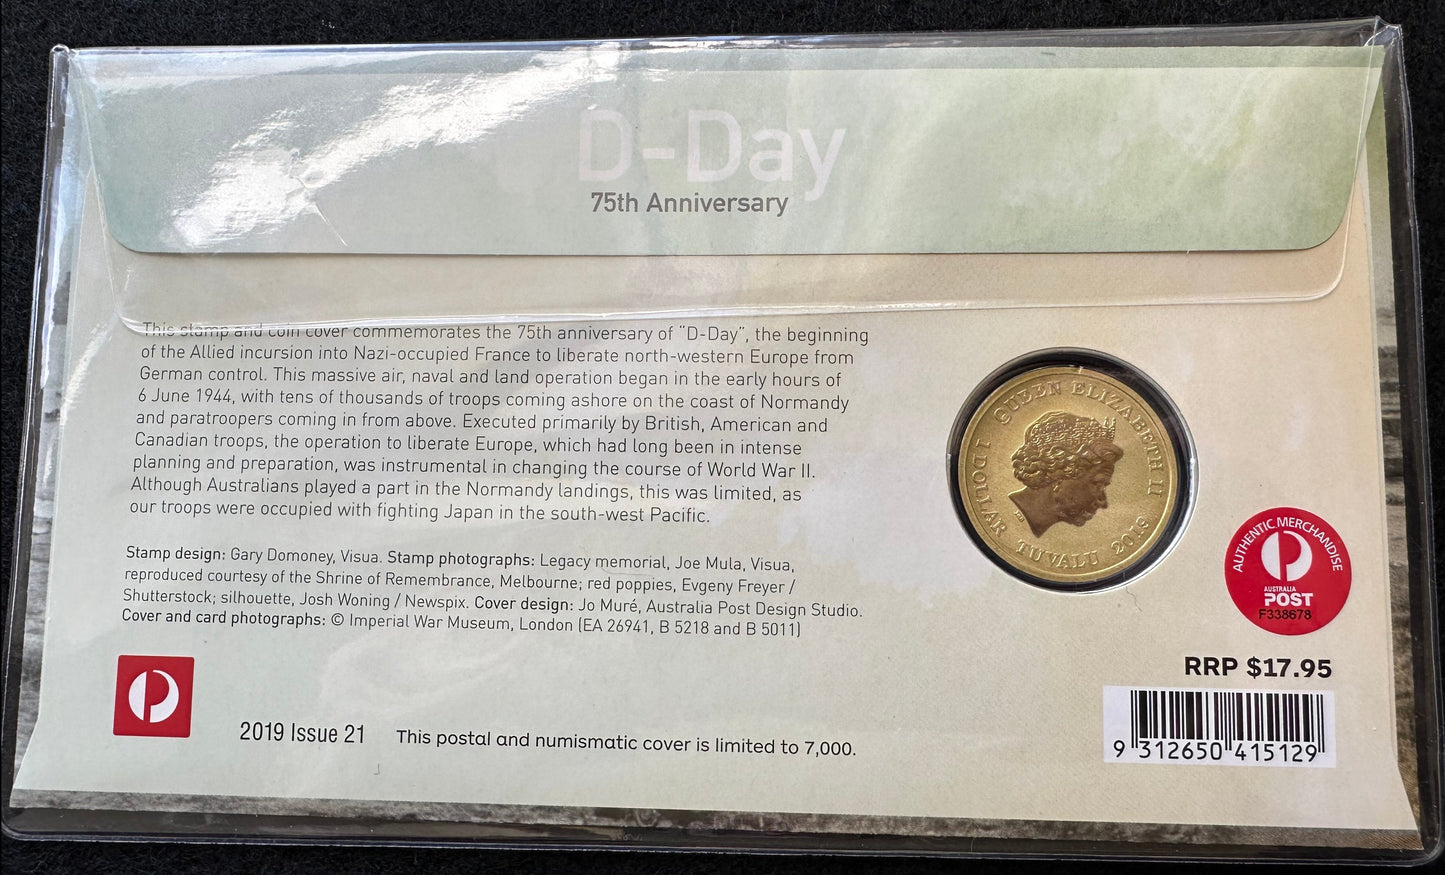 D-Day
75th Anniversary
This stamp and coin cover commemorates the 75th anniversary of “D-Day”, the beginning
of the Allied incursion into Nazi-occupied France to liberate north-western Europe from
German control. This massive air, naval and land operation began in the early hours of
6 June 1944, with tens of thousands of troops coming ashore on the coast of Normandy
and paratroopers coming in from above. Executed primarily by British, American and
Canadian troops, the operation to liberate Europe, which had long been in intense
planning and preparation, was instrumental in changing the course of World War II.
Although Australians played a part in the Normandy landings, this was limited, as
our troops were occupied with fighting Japan in the south-west Pacific.
Stamp design: Gary Domoney, Visua. Stamp photographs: Legacy memorial, Joe Mula, Visua,
reproduced courtesy of the Shrine of Remembrance, Melbourne; red poppies, Evgeny Freyer /
Shutterstock; silhouette, Josh Woning / Newspix. Cover design: Jo Muré, Australia Post Design Studio.
Cover and card photographs: © Imperial War Museum, London (EA 26941, B 5218 and B 5011)
2019 Issue 21
This postal and numismatic cover is limited to 7,000.
QUEEN ELIZABETH II
1 DOLLAR TUVALU 2019
AUTHENTIC MERCHANDISE
AUSTRALIA
POST
F338678
RRP $17.95
9 312650 415129